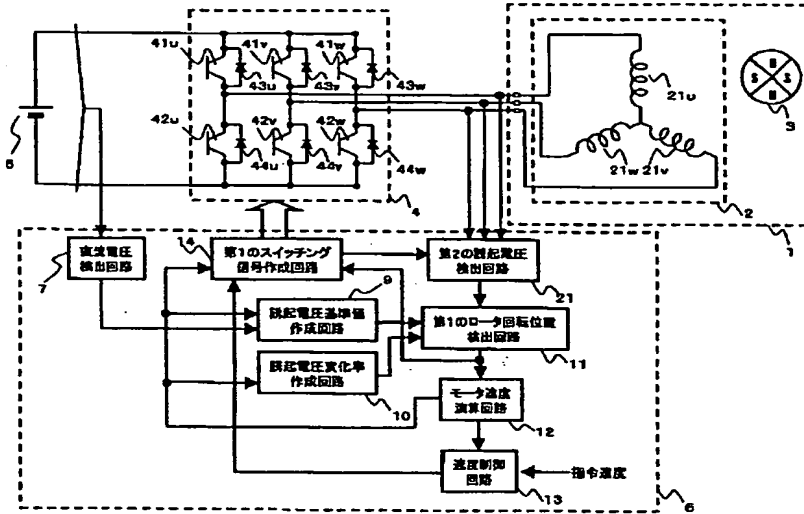 41u
41v
41w
43u
43v
43w
42u
42v
42w
44u
44v
44w
5
4
21u
21w
21v
2
N
S
S
N
3
1
直流電圧
検出回路
7
14
第1のスイッチング
信号作成回路
第2の誘起電圧
検出回路
21
9
誘起電圧基準値
作成回路
第1のロータ回転位置
検出回路
11
誘起電圧変化率
作成回路
10
モータ速度
演算回路
12
速度制御
回路
13
指令速度
6